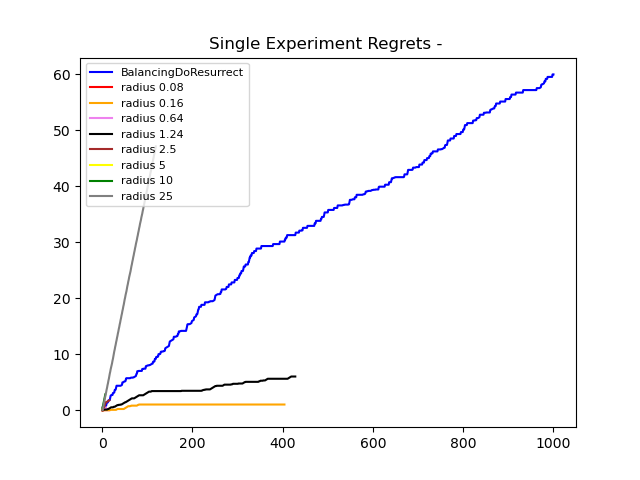 Single Experiment Regrets -
BalancingDoResurrect
radius 0.08
radius 0.16
radius 0.64
radius 1.24
radius 2.5
radius 5
radius 10
radius 25
60
50
40
30
20
10
0
0 200 400 600 800 1000